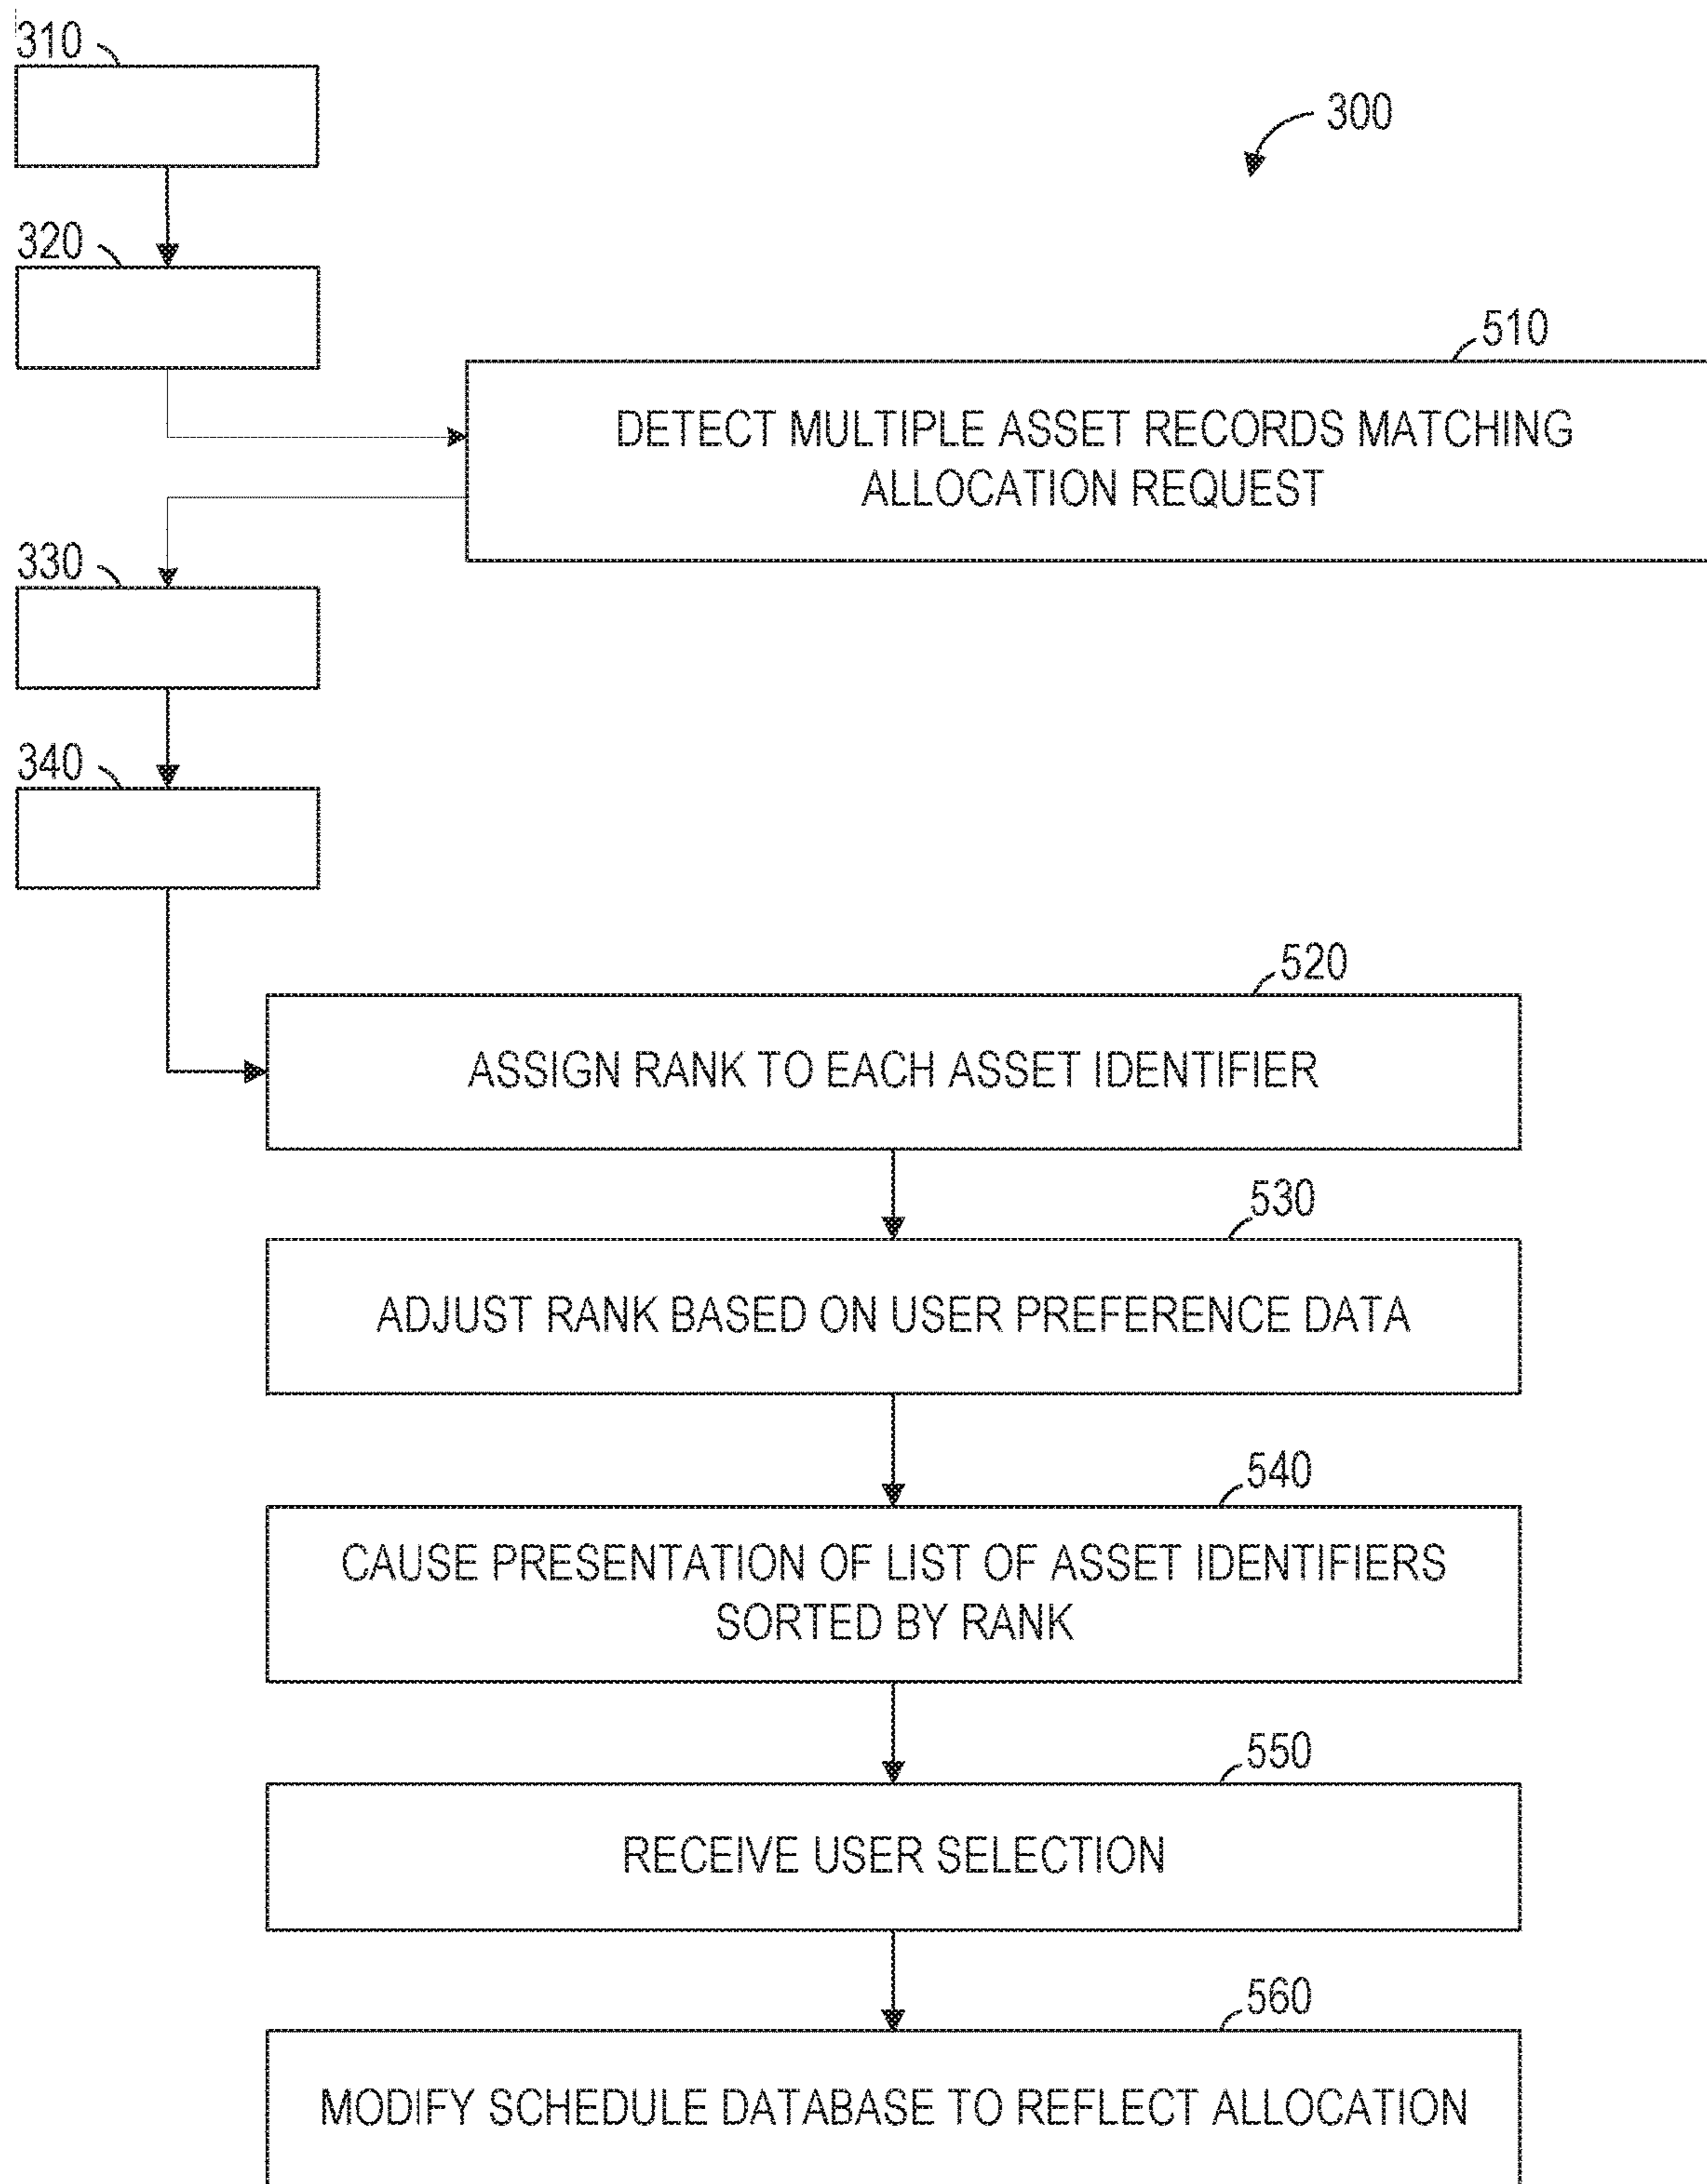 310
300
320
510
DETECT MULTIPLE ASSET RECORDS MATCHING
ALLOCATION REQUEST
330
340
520
ASSIGN RANK TO EACH ASSET IDENTIFIER
530
ADJUST RANK BASED ON USER PREFERENCE DATA
540
CAUSE PRESENTATION OF LIST OF ASSET IDENTIFIERS
SORTED BY RANK
550
RECEIVE USER SELECTION
560
MODIFY SCHEDULE DATABASE TO REFLECT ALLOCATION